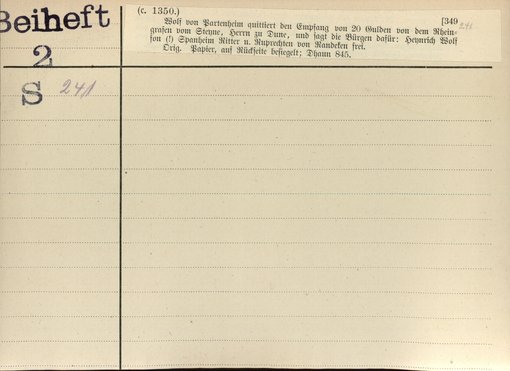 Beiheft
2
S 241
(c. 1350.) [349 241
Wolf von Partenheim quittiert den Empfang von 20 Gulden von dem Rhein-
grafen vom Steyne, Herrn zu Dune, und sagt die Bürgen dafür: Heynrich Wolf
fon (!) Spanheim Ritter u. Ruprechten von Randeken frei.
Orig. Papier, auf Rückseite besiegelt; Dhaun 845.